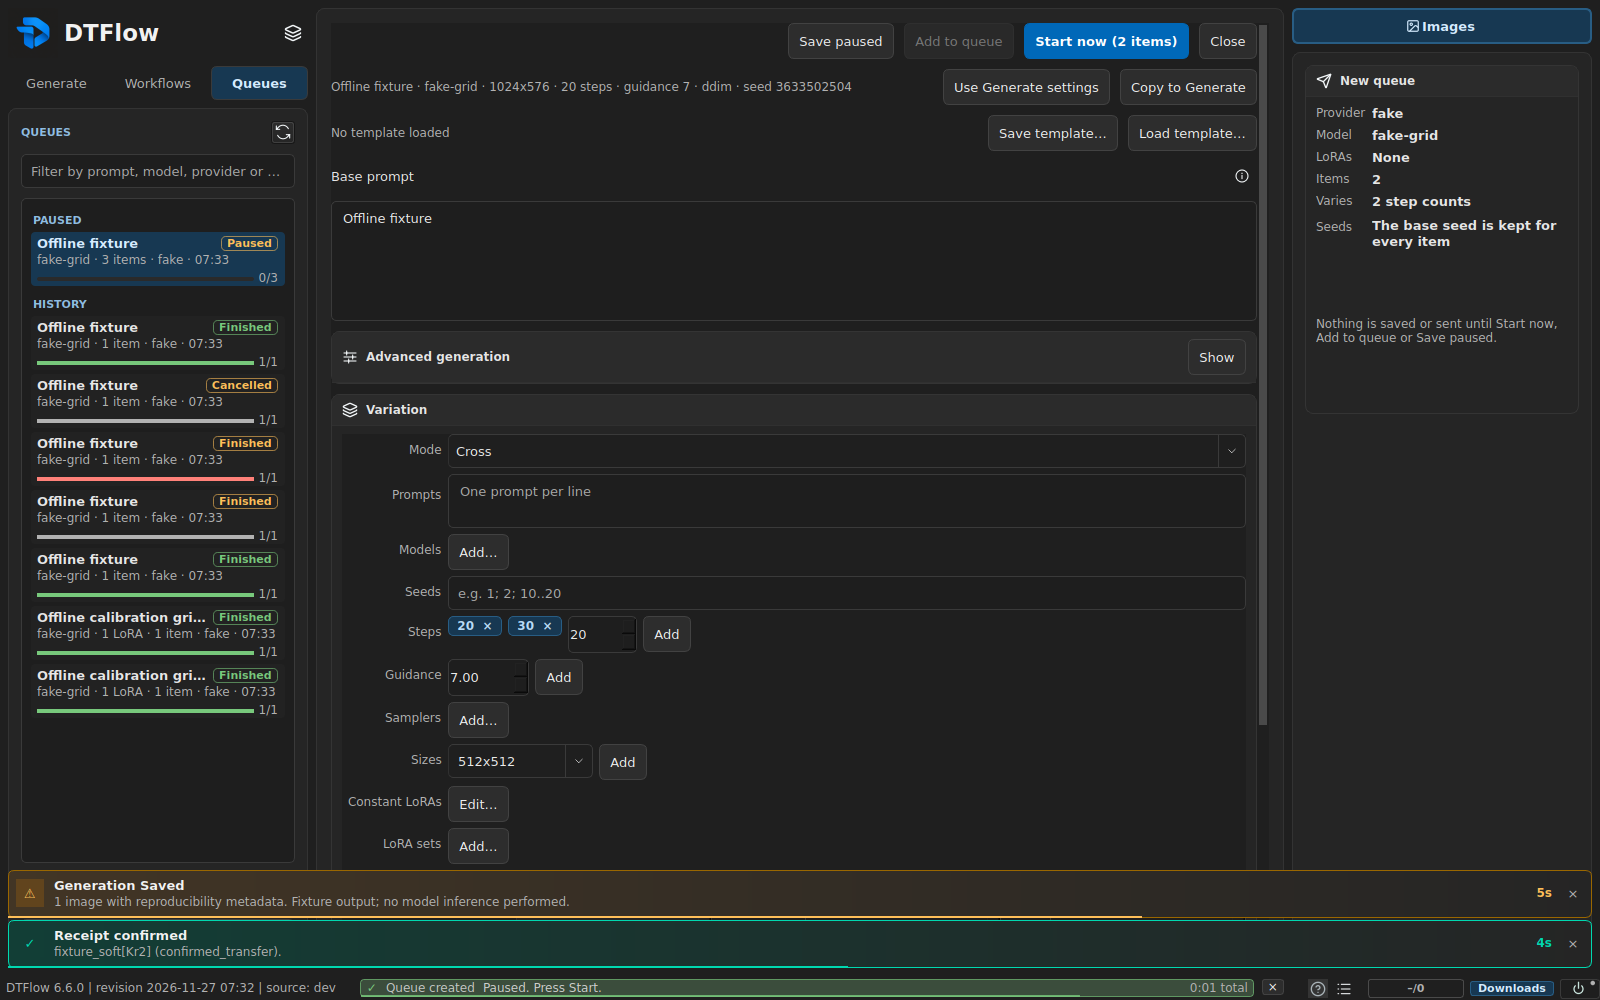 DTFlow
Generate
Workflows
Queues
QUEUES
Filter by prompt, model, provider or ...
PAUSED
Offline fixture
Paused
fake-grid · 3 items · fake · 07:33
0/3
HISTORY
Offline fixture
Finished
fake-grid · 1 item · fake · 07:33
1/1
Offline fixture
Cancelled
fake-grid · 1 item · fake · 07:33
1/1
Offline fixture
Finished
fake-grid · 1 item · fake · 07:33
1/1
Offline fixture
Finished
fake-grid · 1 item · fake · 07:33
1/1
Offline fixture
Finished
fake-grid · 1 item · fake · 07:33
1/1
Offline calibration gri...
Finished
fake-grid · 1 LoRA · 1 item · fake · 07:33
1/1
Offline calibration gri...
Finished
fake-grid · 1 LoRA · 1 item · fake · 07:33
1/1
Save paused
Add to queue
Start now (2 items)
Close
Offline fixture · fake-grid · 1024x576 · 20 steps · guidance 7 · ddim · seed 3633502504
Use Generate settings
Copy to Generate
No template loaded
Save template...
Load template...
Base prompt
Offline fixture
Advanced generation
Show
Variation
Mode
Cross
Prompts
One prompt per line
Models
Add...
Seeds
e.g. 1; 2; 10..20
Steps
20 ×
30 ×
20
Add
Guidance
7.00
Add
Samplers
Add...
Sizes
512x512
Add
Constant LoRAs
Edit...
LoRA sets
Add...
Images
New queue
Provider fake
Model fake-grid
LoRAs None
Items 2
Varies 2 step counts
Seeds The base seed is kept for
every item
Nothing is saved or sent until Start now,
Add to queue or Save paused.
Generation Saved
1 image with reproducibility metadata. Fixture output; no model inference performed.
5s ×
Receipt confirmed
fixture_soft[Kr2] (confirmed_transfer).
4s ×
DTFlow 6.6.0 | revision 2026-11-27 07:32 | source: dev
✓ Queue created Paused. Press Start.
0:01 total
×
-/0
Downloads